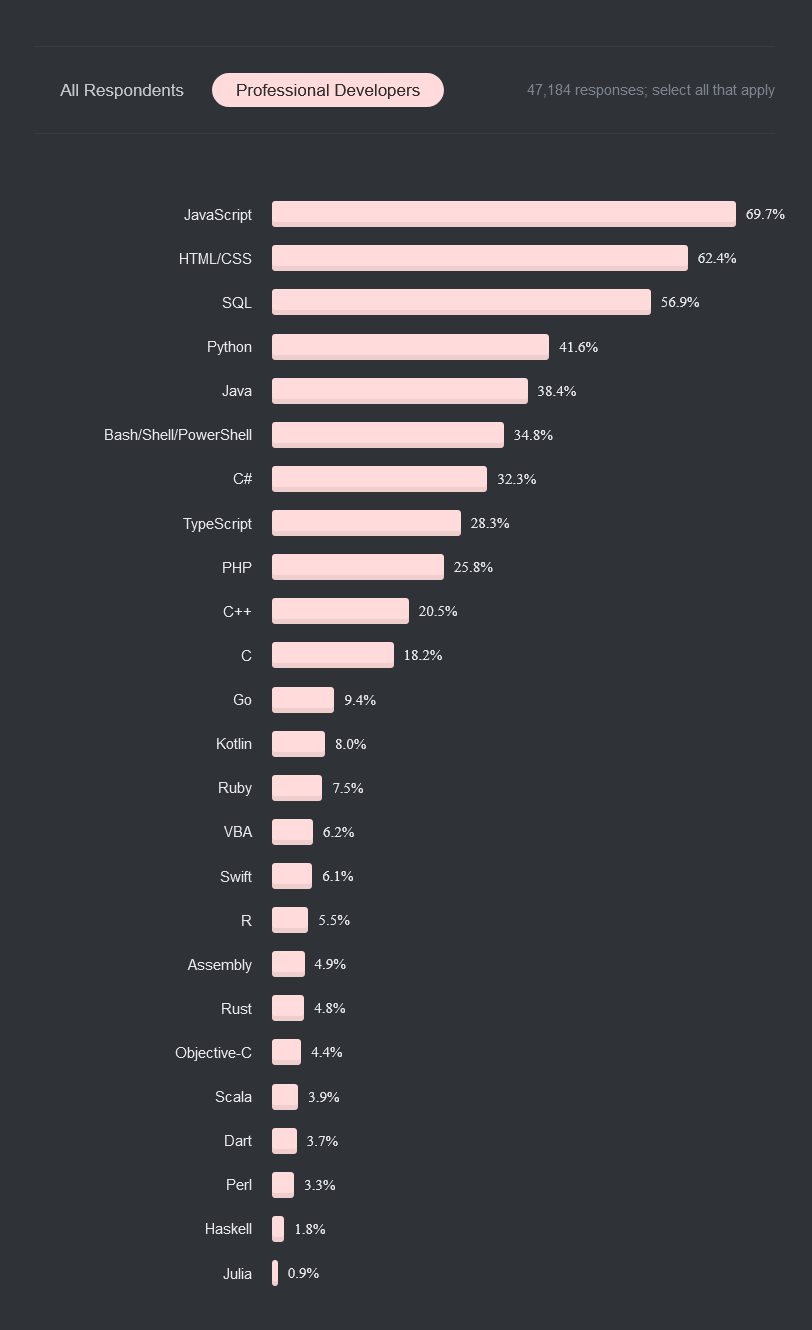 All Respondents Professional Developers 47,184 responses; select all that apply
JavaScript 69.7%
HTML/CSS 62.4%
SQL 56.9%
Python 41.6%
Java 38.4%
Bash/Shell/PowerShell 34.8%
C# 32.3%
TypeScript 28.3%
PHP 25.8%
C++ 20.5%
C 18.2%
Go 9.4%
Kotlin 8.0%
Ruby 7.5%
VBA 6.2%
Swift 6.1%
R 5.5%
Assembly 4.9%
Rust 4.8%
Objective-C 4.4%
Scala 3.9%
Dart 3.7%
Perl 3.3%
Haskell 1.8%
Julia 0.9%